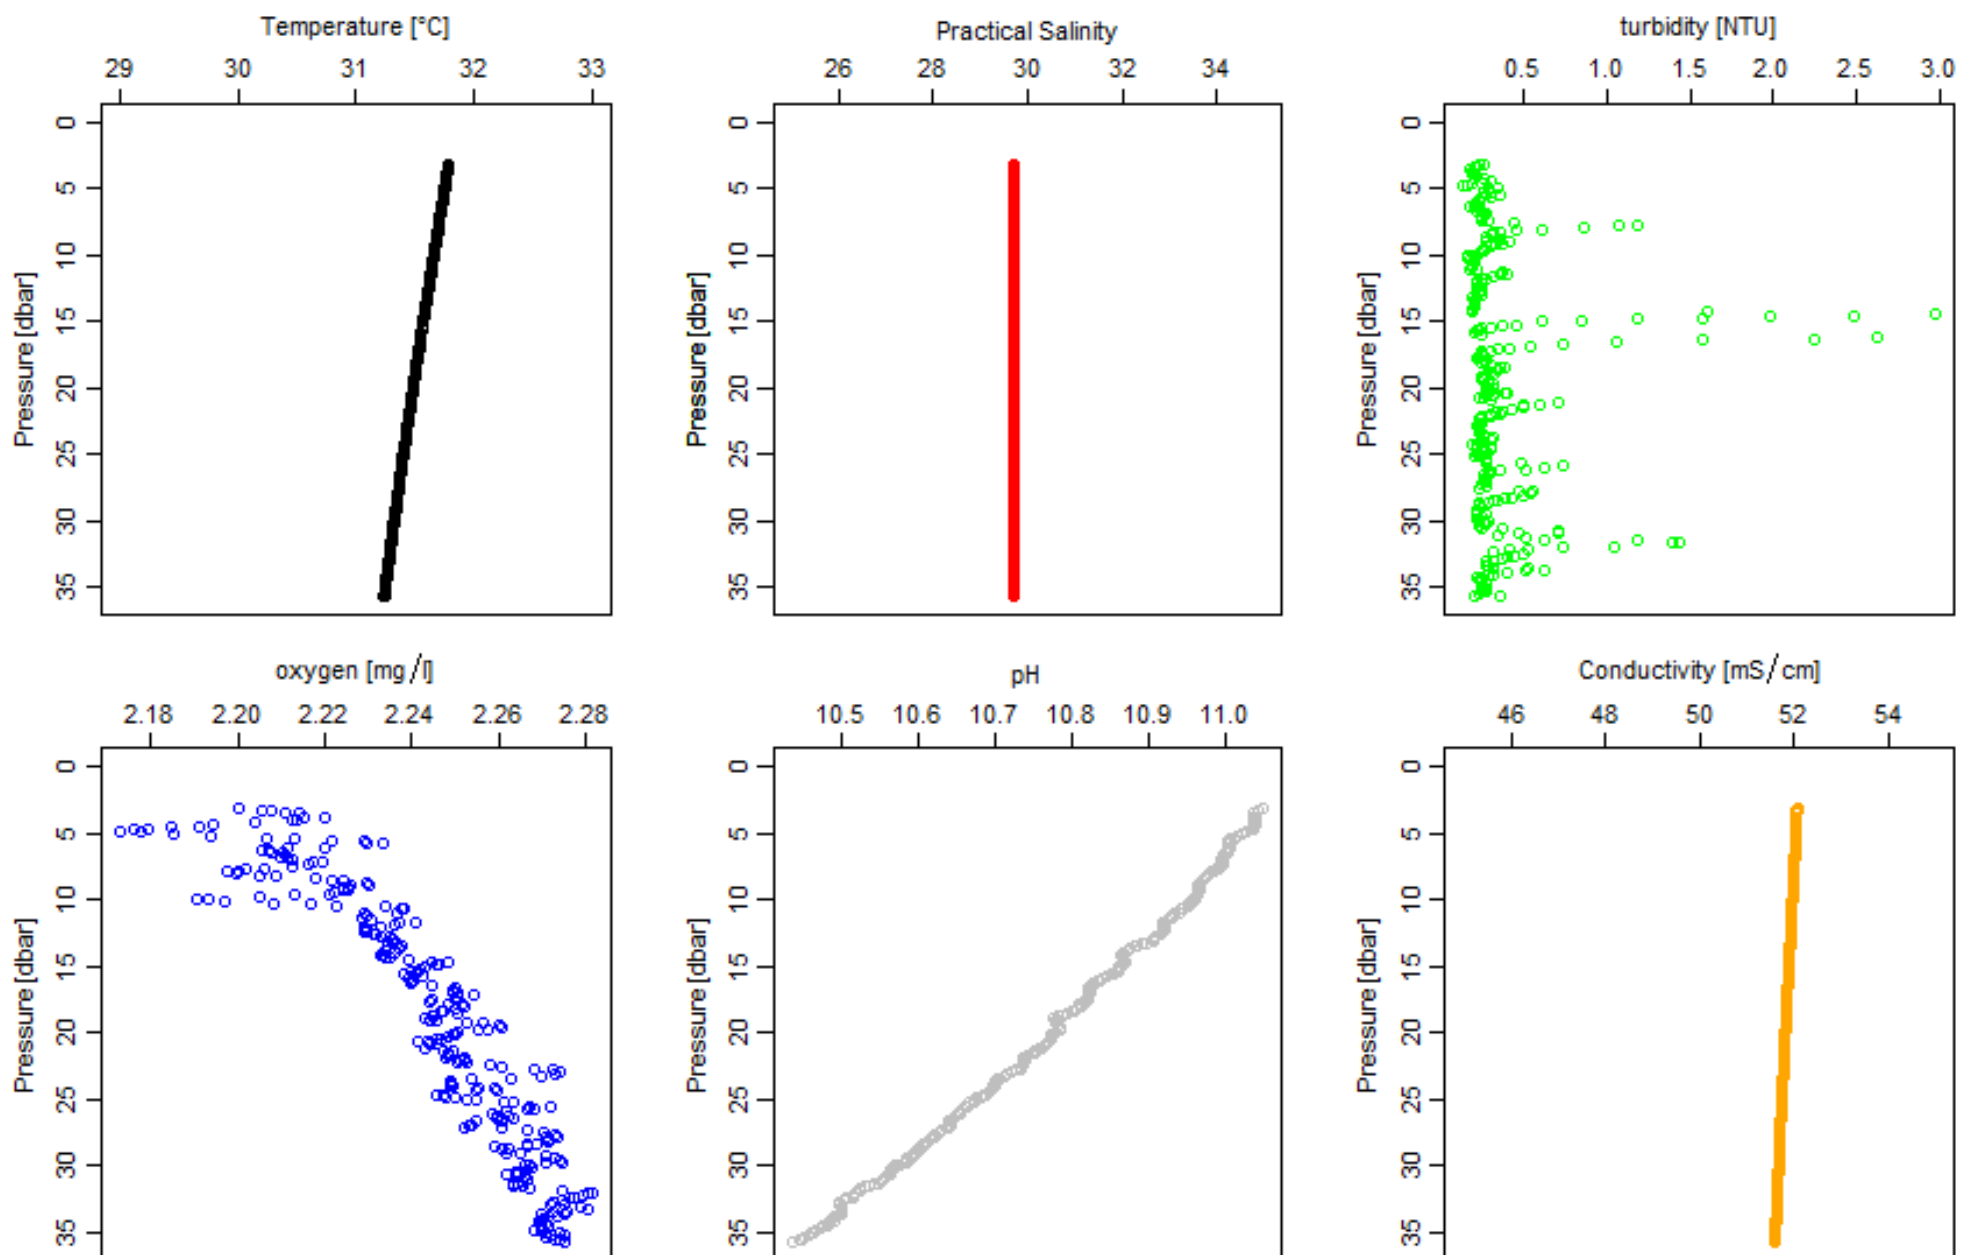 Temperature [°C]
29 30 31 32 33
0
5
10
15
20
25
30
35
Pressure [dbar]
Practical Salinity
26 28 30 32 34
0
5
10
15
20
25
30
35
Pressure [dbar]
turbidity [NTU]
0.5 1.0 1.5 2.0 2.5 3.0
0
5
10
15
20
25
30
35
Pressure [dbar]
oxygen [mg/l]
2.18 2.20 2.22 2.24 2.26 2.28
0
5
10
15
20
25
30
35
Pressure [dbar]
pH
10.5 10.6 10.7 10.8 10.9 11.0
0
5
10
15
20
25
30
35
Pressure [dbar]
Conductivity [mS/cm]
46 48 50 52 54
0
5
10
15
20
25
30
35
Pressure [dbar]